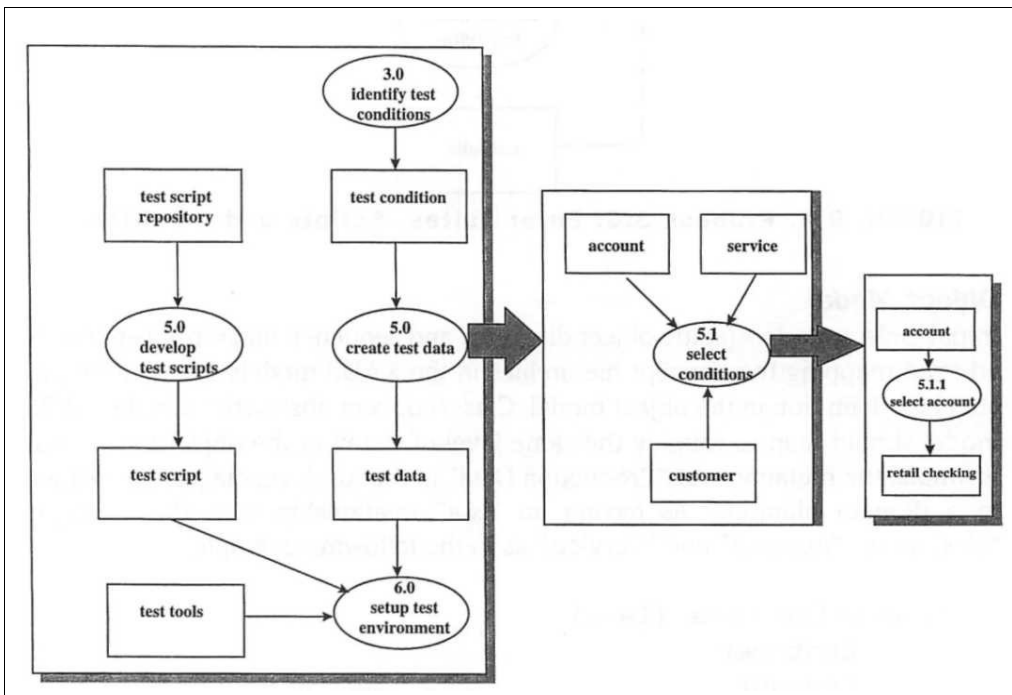 3.0
identify test
conditions
test script
repository
test condition
5.0
develop
test scripts
5.0
create test data
test script
test data
test tools
6.0
setup test
environment
account
service
5.1
select
conditions
customer
account
5.1.1
select account
retail checking